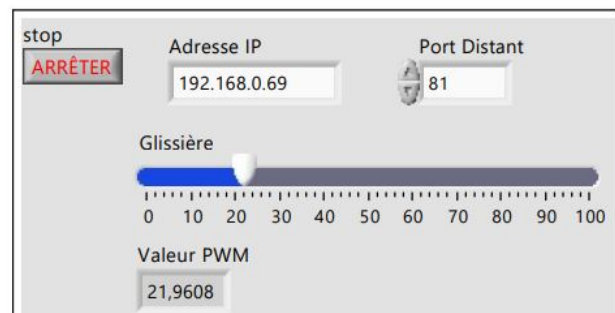 stop
ARRÊTER
Adresse IP
192.168.0.69
Port Distant
81
Glissière
0 10 20 30 40 50 60 70 80 90 100
Valeur PWM
21,9608